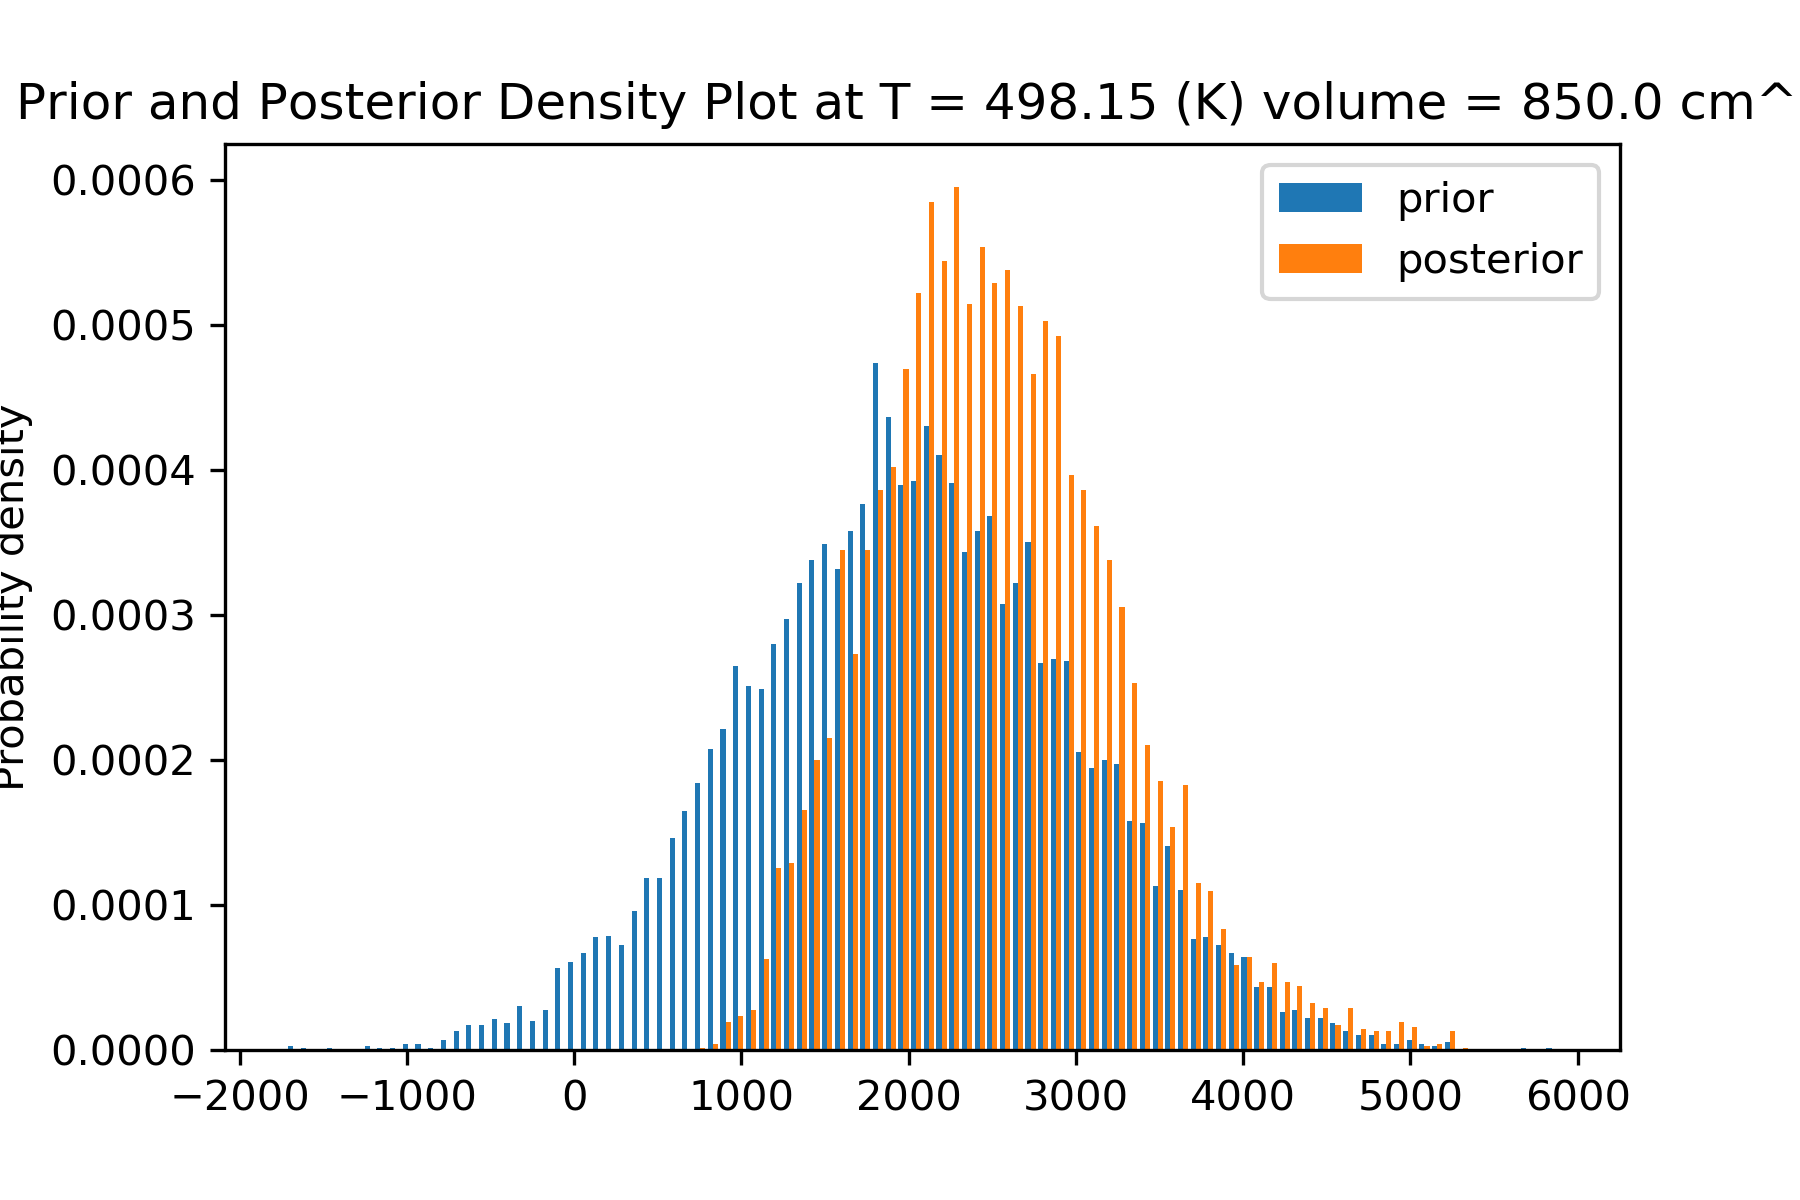 Prior and Posterior Density Plot at T = 498.15 (K) volume = 850.0 cm^
0.0006
0.0005
0.0004
0.0003
0.0002
0.0001
0.0000
Probability density
prior
posterior
−2000 −1000 0 1000 2000 3000 4000 5000 6000